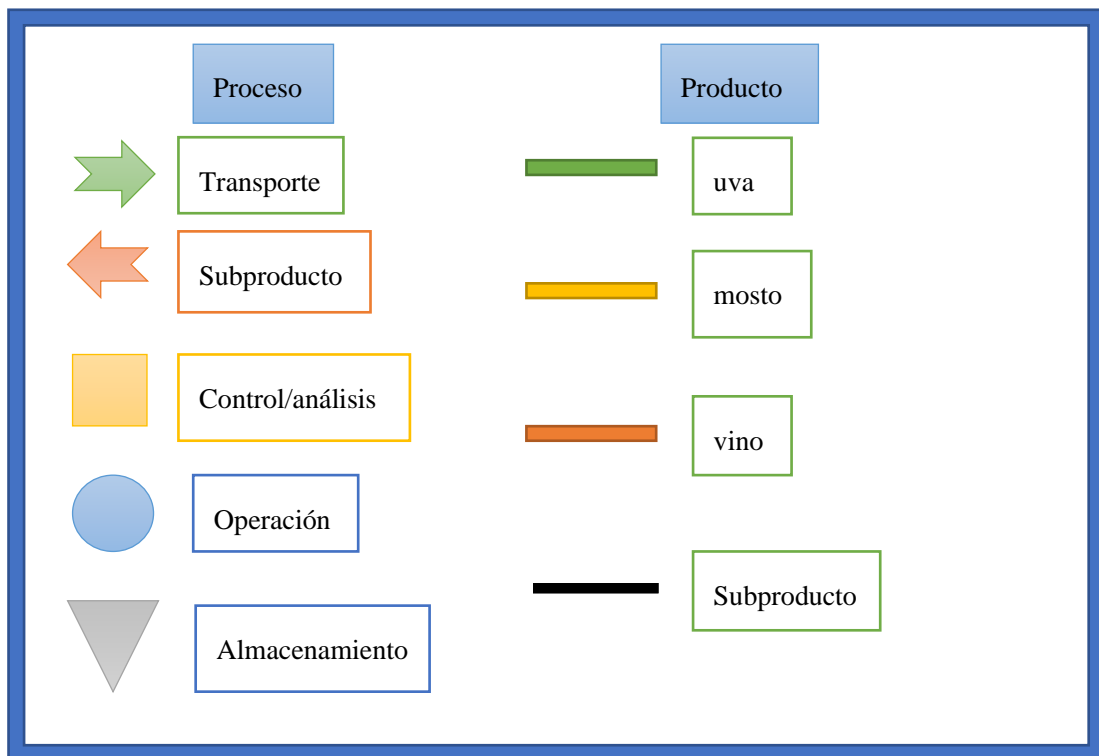 Proceso
Producto
Transporte
uva
Subproducto
mosto
Control/análisis
vino
Operación
Subproducto
Almacenamiento